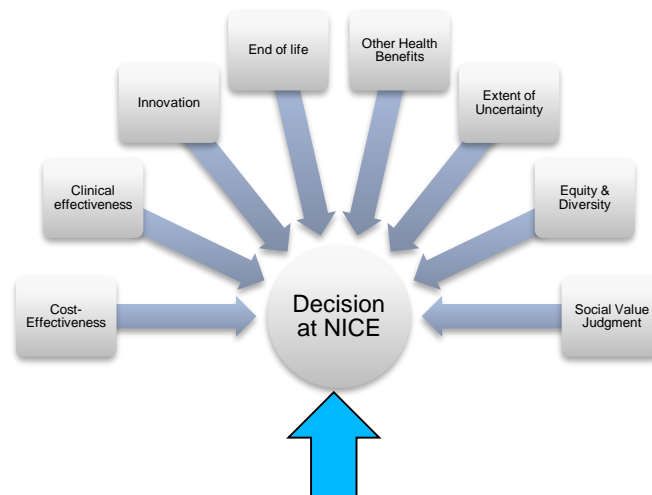 End of life
Other Health
Benefits
Innovation
Extent of
Uncertainty
Clinical
effectiveness
Equity &
Diversity
Cost-
Effectiveness
Decision
at NICE
Social Value
Judgment